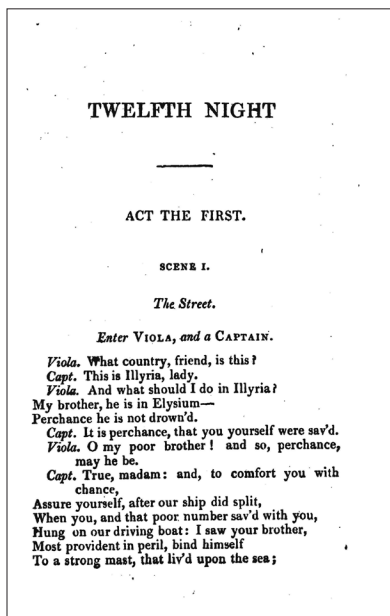 TWELFTH NIGHT
ACT THE FIRST.
SCENE I.
The Street.
Enter VIOLA, and a CAPTAIN.
Viola. What country, friend, is this?
Capt. This is Illyria, lady.
Viola. And what should I do in Illyria?
My brother, he is in Elysium—
Perchance he is not drown'd.
Capt. It is perchance, that you yourself were sav'd.
Viola. O my poor brother! and so, perchance,
may he be.
Capt. True, madam: and, to comfort you with
chance,
Assure yourself, after our ship did split,
When you, and that poor number sav'd with you,
Hung on our driving boat: I saw your brother,
Most provident in peril, bind himself
To a strong mast, that liv'd upon the sea;